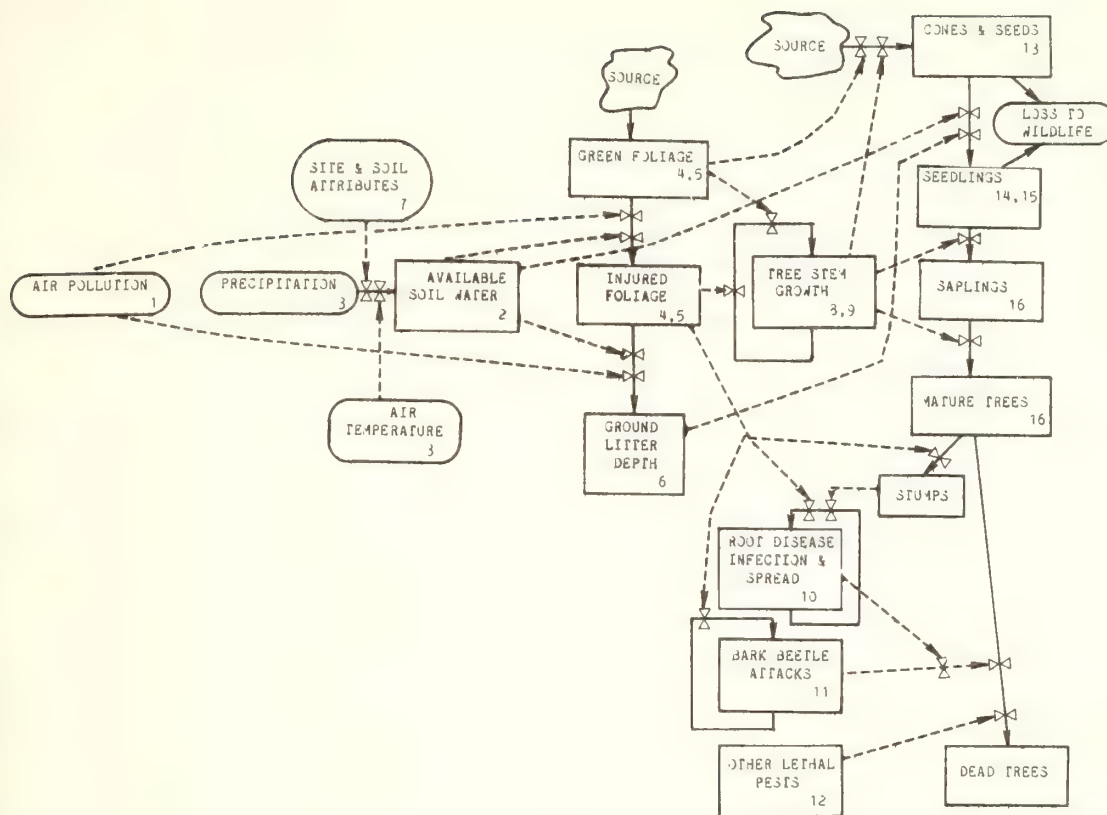 SOURCE
CONES & SEEDS
13
SOURCE
LOSS TO
WILDLIFE
GREEN FOLIAGE
4,5
SITE & SOIL
ATTRIBUTES
7
SEEDLINGS
14,15
AIR POLLUTION
1
PRECIPITATION
3
AVAILABLE
SOIL WATER
2
INJURED
FOLIAGE
4,5
TREE STEM
GROWTH
8,9
SAPLINGS
16
AIR
TEMPERATURE
3
GROUND
LITTER
DEPTH
6
MATURE TREES
16
STUMPS
ROOT DISEASE
INFECTION &
SPREAD
10
BARK BEETLE
ATTACKS
11
OTHER LETHAL
PESTS
12
DEAD TREES